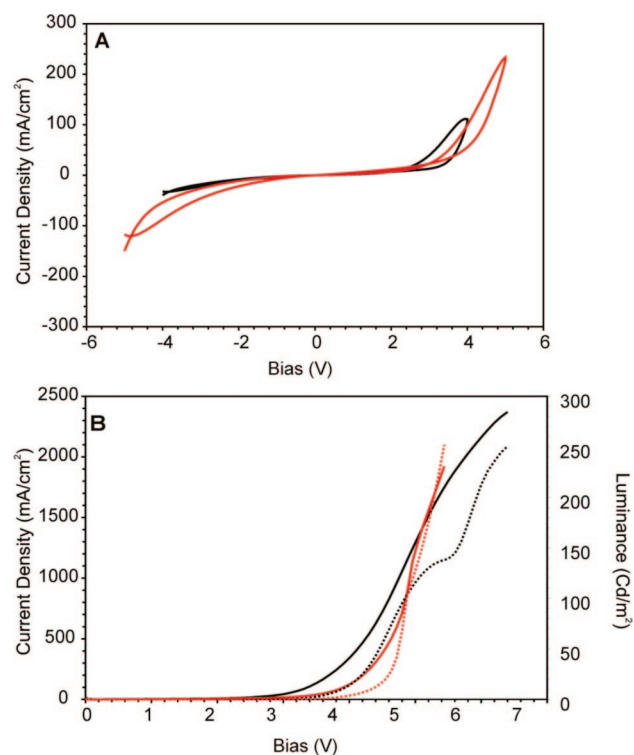 A
300
200
100
0
-100
-200
-300
Current Density (mA/cm²)
-6 -4 -2 0 2 4 6
Bias (V)
B
2500
2000
1500
1000
500
0
Current Density (mA/cm²)
300
250
200
150
100
50
0
Luminance (Cd/m²)
0 1 2 3 4 5 6 7
Bias (V)